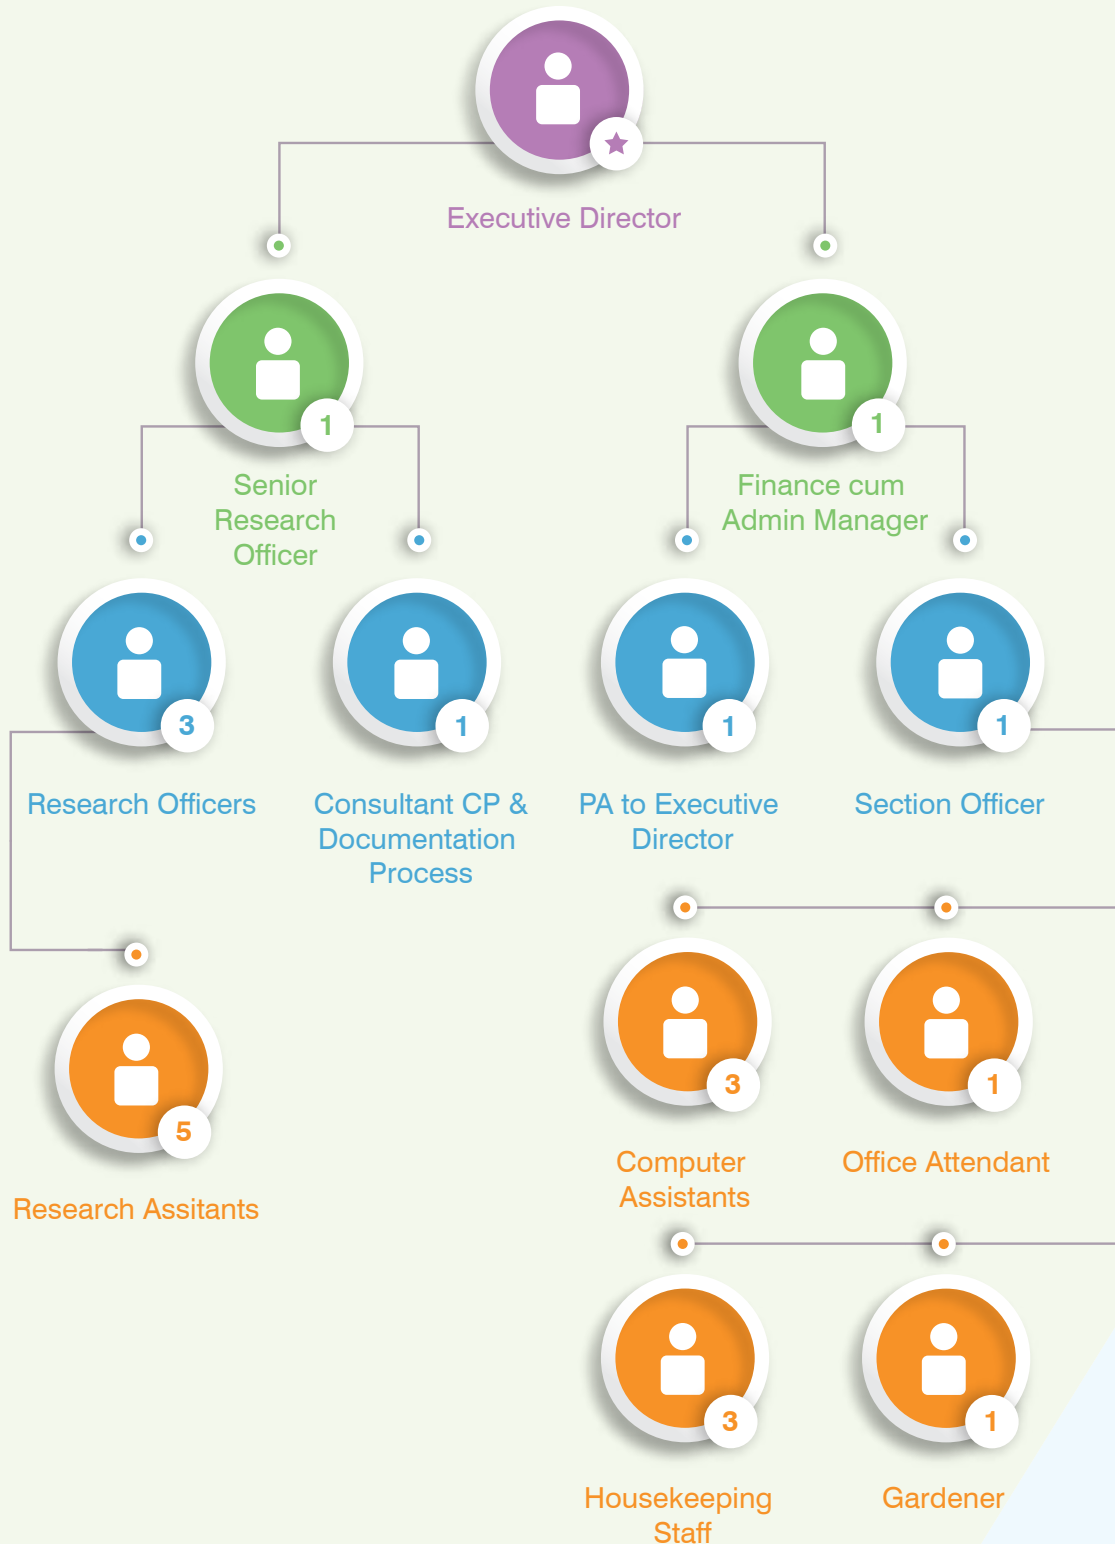 Executive Director
1
Senior
Research
Officer
1
Finance cum
Admin Manager
3
Research Officers
1
Consultant CP &
Documentation
Process
1
PA to Executive
Director
1
Section Officer
5
Research Assitants
3
Computer
Assistants
1
Office Attendant
3
Housekeeping
Staff
1
Gardener